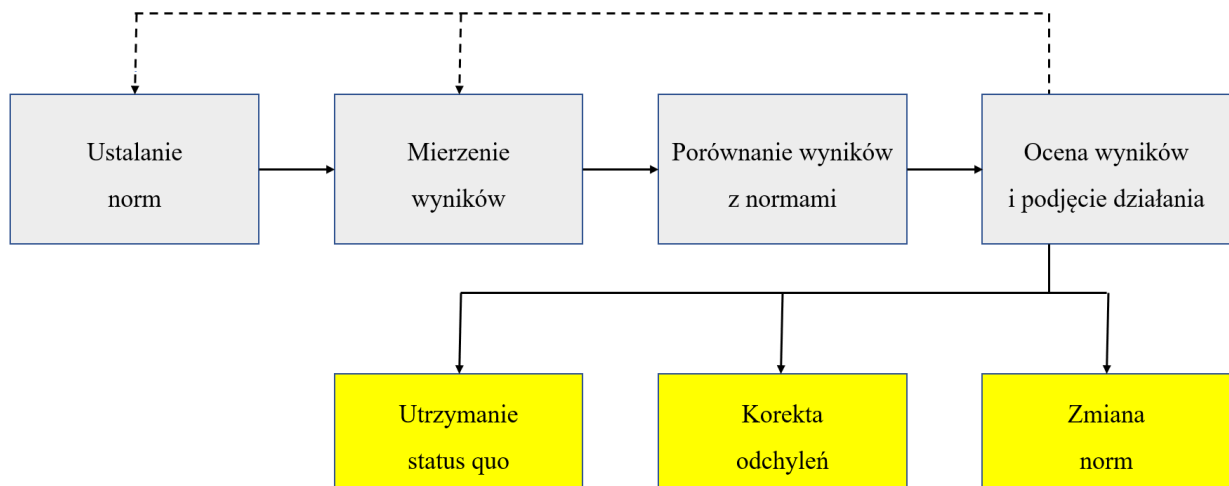 Ustalanie
norm
Mierzenie
wyników
Porównanie wyników
z normami
Ocena wyników
i podjęcie działania
Utrzymanie
status quo
Korekta
odchyleń
Zmiana
norm